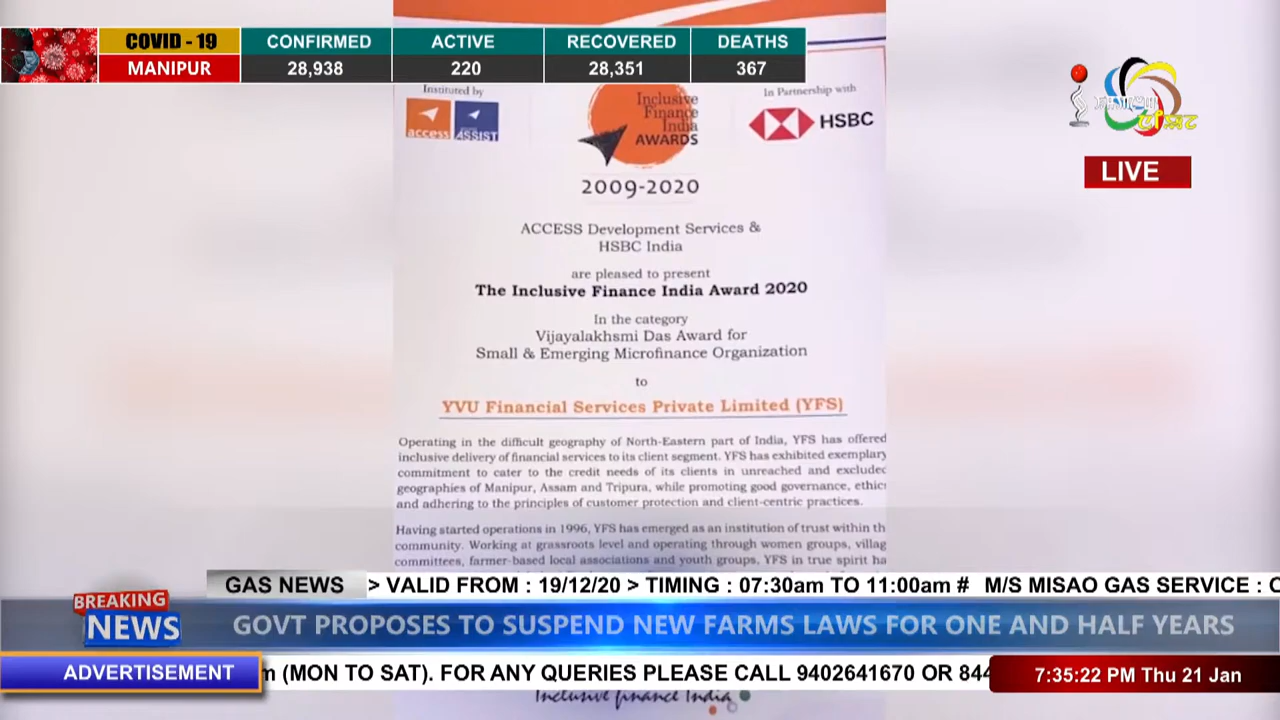 COVID - 19 CONFIRMED ACTIVE RECOVERED DEATHS
MANIPUR 28,938 220 28,351 367
Instituted by
access ASSIST
Inclusive
Finance
India
AWARDS
2009-2020
In Partnership with
HSBC
LIVE
ACCESS Development Services &
HSBC India
are pleased to present
The Inclusive Finance India Award 2020
In the category
Vijayalakhsmi Das Award for
Small & Emerging Microfinance Organization
to
YVU Financial Services Private Limited (YFS)
Operating in the difficult geography of North-Eastern part of India, YFS has offered
inclusive delivery of financial services to its client segment. YFS has exhibited exemplary
commitment to cater to the credit needs of its clients in unreached and excluded
geographies of Manipur, Assam and Tripura, while promoting good governance, ethics
and adhering to the principles of customer protection and client-centric practices.
Having started operations in 1996, YFS has emerged as an institution of trust within th
community. Working at grassroots level and operating through women groups, villag
committees, farmer-based local associations and youth groups, YFS in true spirit ha
GAS NEWS > VALID FROM : 19/12/20 > TIMING : 07:30am TO 11:00am # M/S MISAO GAS SERVICE : C
BREAKING
NEWS
GOVT PROPOSES TO SUSPEND NEW FARMS LAWS FOR ONE AND HALF YEARS
ADVERTISEMENT m (MON TO SAT). FOR ANY QUERIES PLEASE CALL 9402641670 OR 844
7:35:22 PM Thu 21 Jan
Inclusive finance India